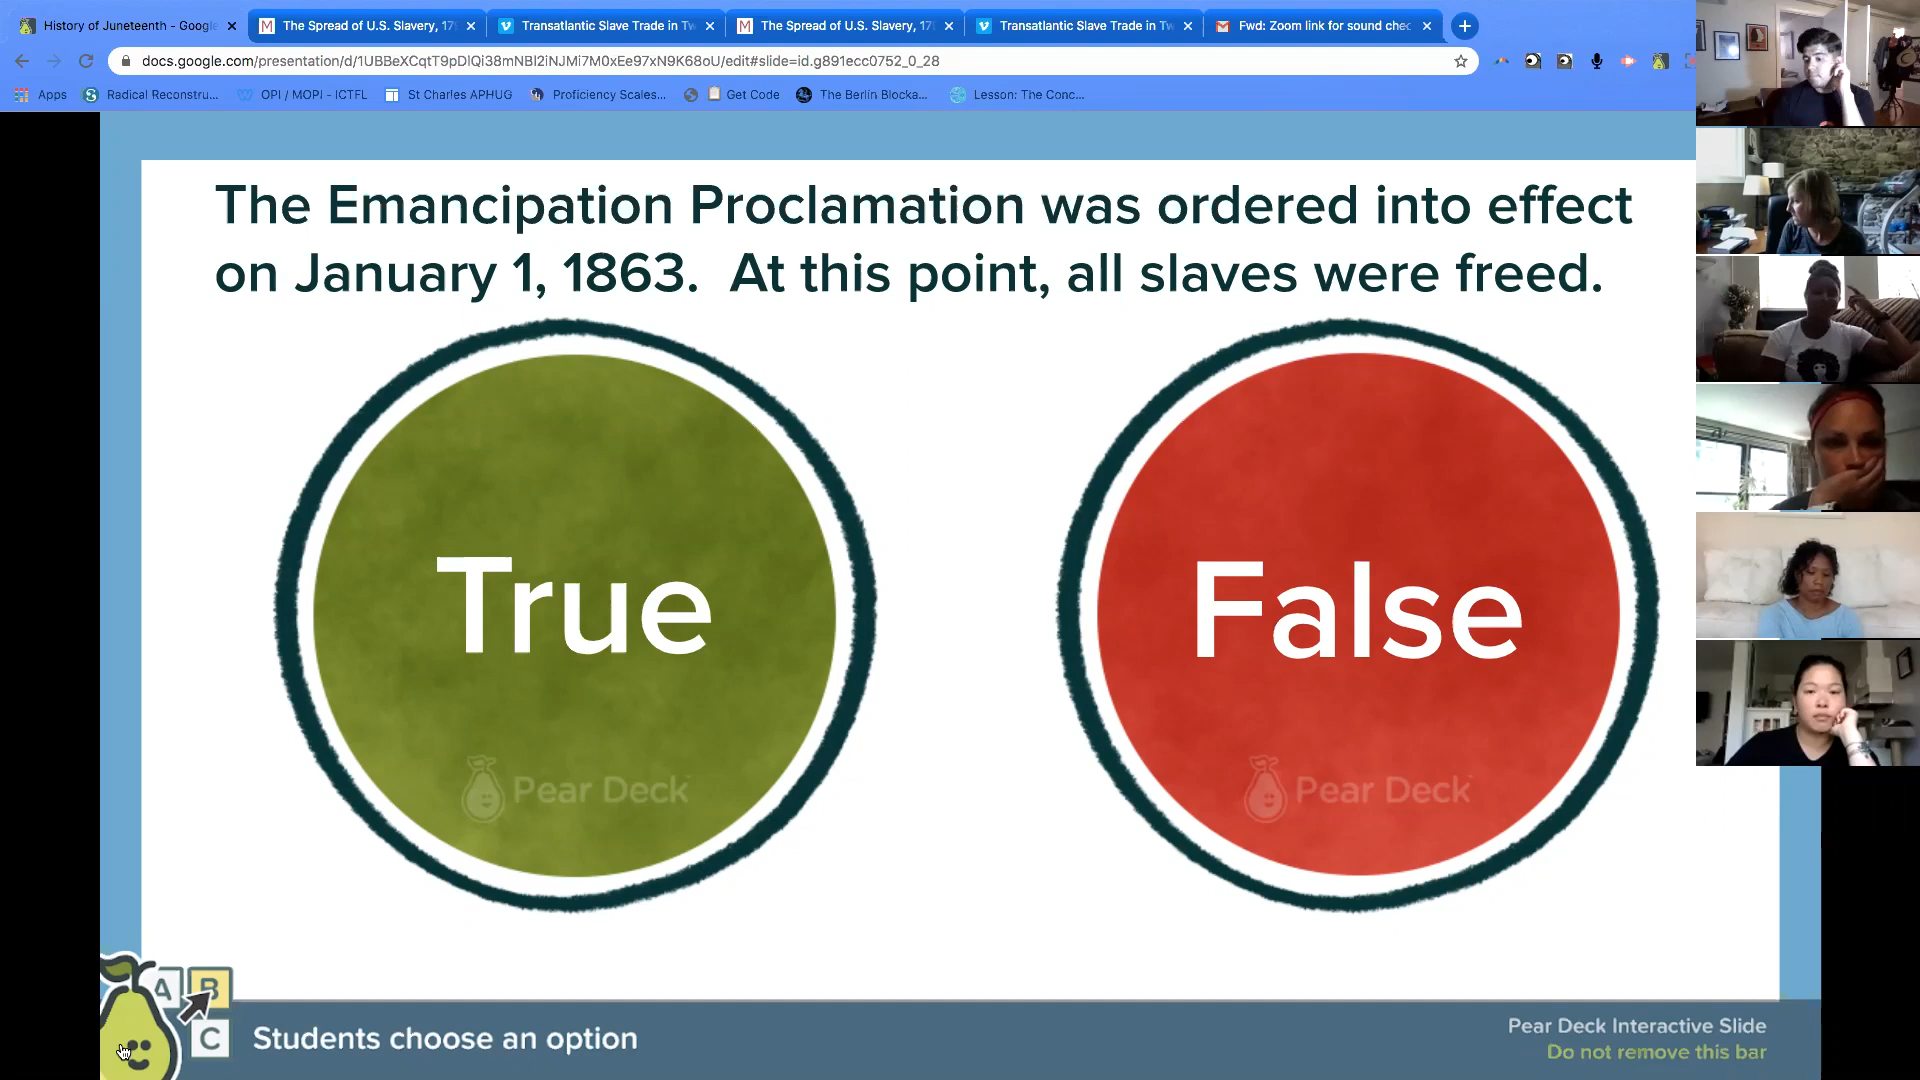 History of Juneteenth - Google
The Spread of U.S. Slavery, 179
Transatlantic Slave Trade in Tw
The Spread of U.S. Slavery, 179
Transatlantic Slave Trade in Tw
Fwd: Zoom link for sound chec
docs.google.com/presentation/d/1UBBeXCqtT9pDlQi38mNBl2iNJMi7M0xEe97xN9K68oU/edit#slide=id.g891ecc0752_0_28
Apps
Radical Reconstru...
OPI / MOPI - ICTFL
St Charles APHUG
Proficiency Scales...
Get Code
The Berlin Blocka...
Lesson: The Conc...
The Emancipation Proclamation was ordered into effect
on January 1, 1863. At this point, all slaves were freed.
True
False
Pear Deck
Pear Deck
A B
C
Students choose an option
Pear Deck Interactive Slide
Do not remove this bar